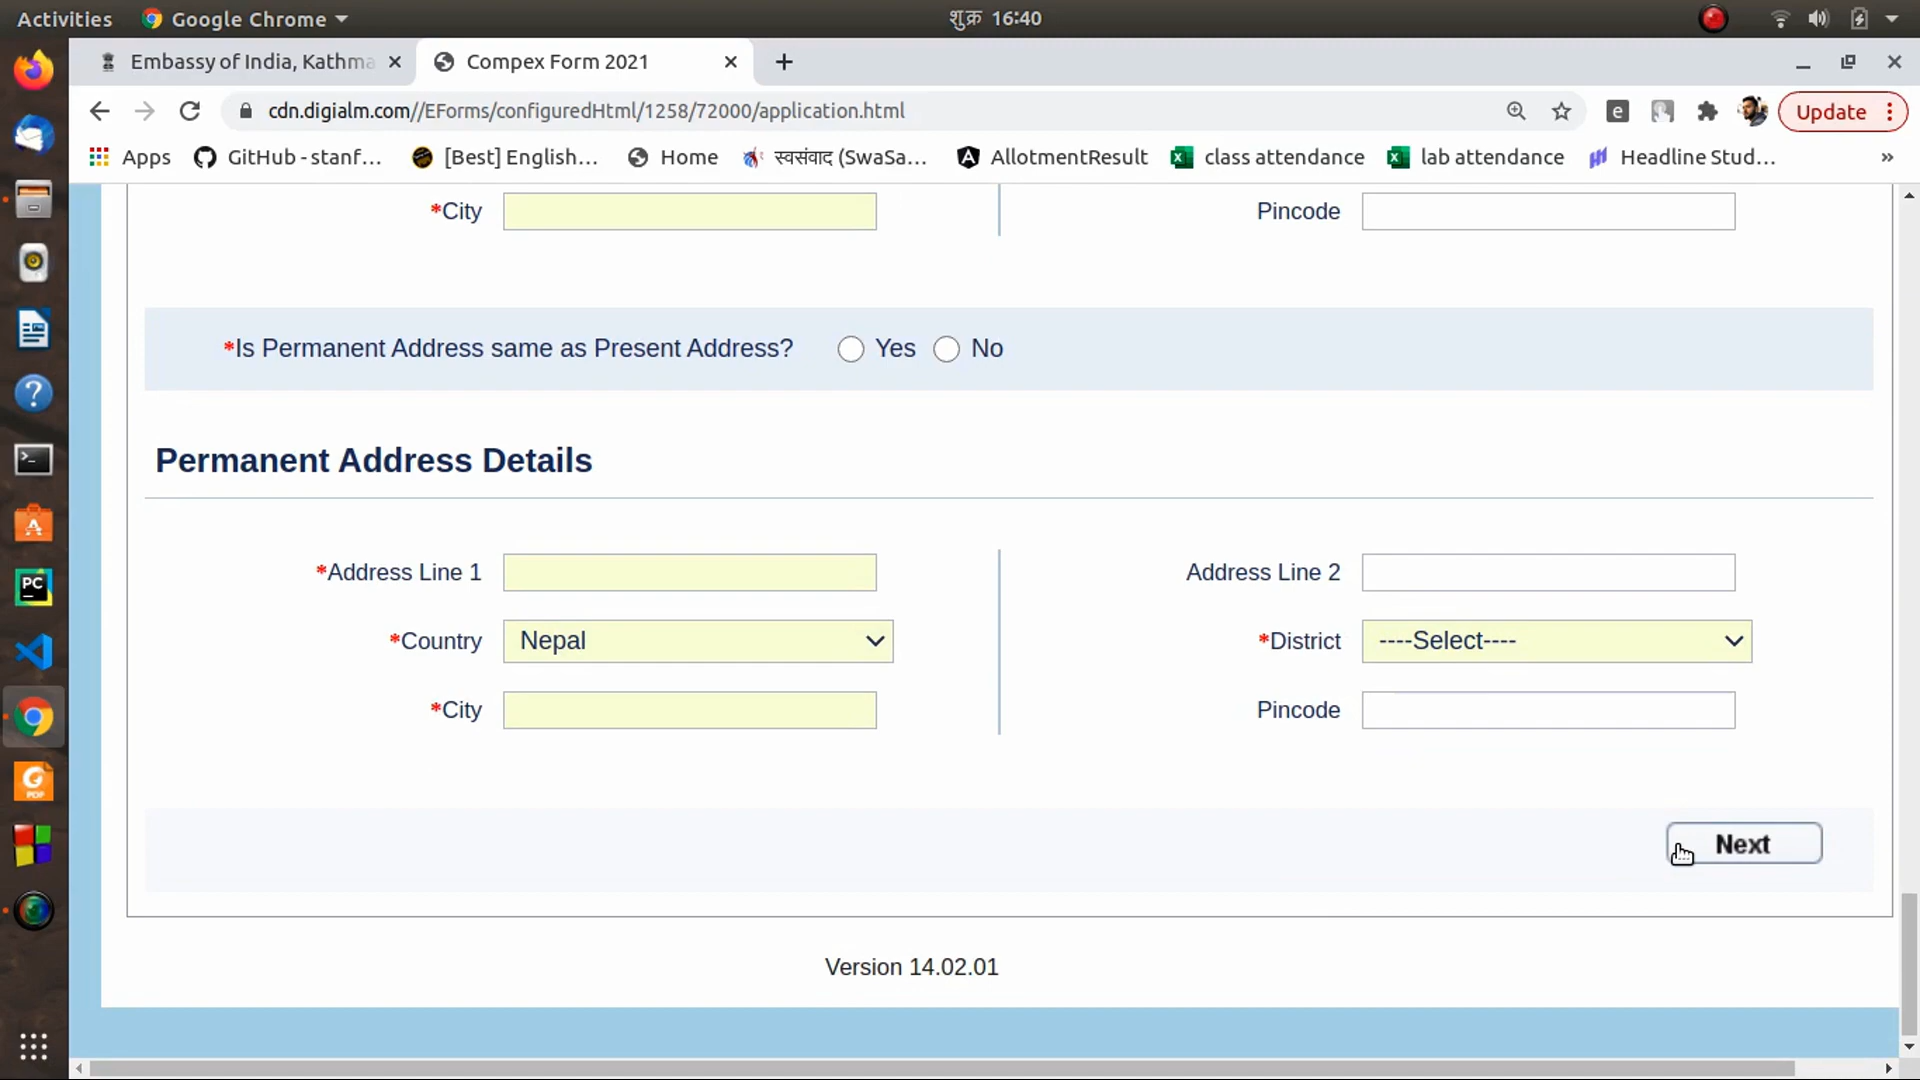 Activities Google Chrome शुक्र 16:40
Embassy of India, Kathma Compex Form 2021
cdn.digialm.com//EForms/configuredHtml/1258/72000/application.html Update
Apps GitHub - stanf... [Best] English... Home स्वसंवाद (SwaSa... AllotmentResult class attendance lab attendance Headline Stud... »
*City Pincode
*Is Permanent Address same as Present Address? Yes No
Permanent Address Details
*Address Line 1 Address Line 2
*Country Nepal *District ----Select----
*City Pincode
Next
Version 14.02.01